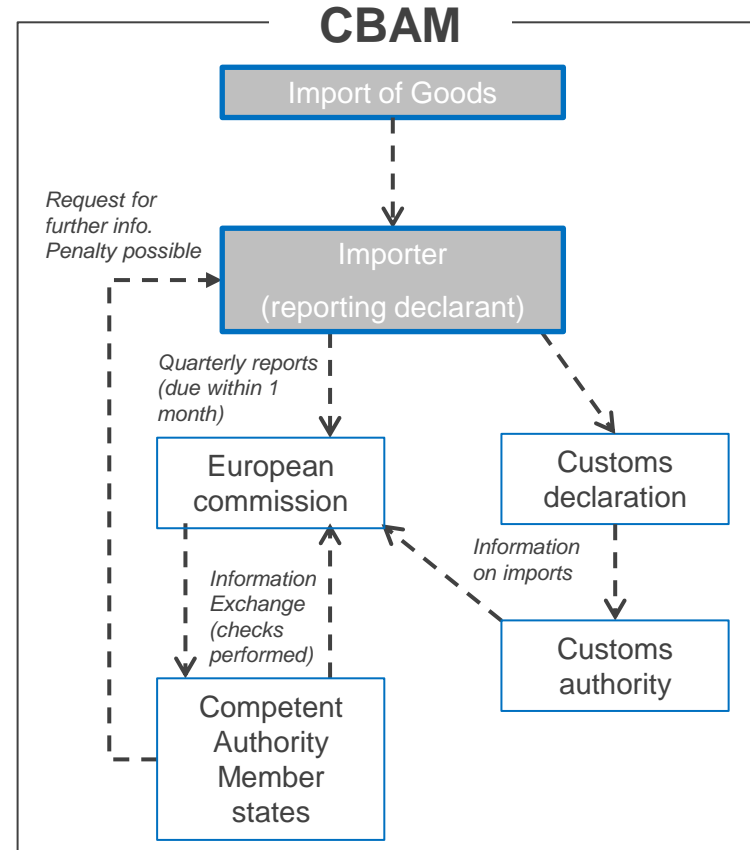 CBAM
Import of Goods
Request for
further info.
Penalty possible
Importer
(reporting declarant)
Quarterly reports
(due within 1
month)
European
commission
Customs
declaration
Information
on imports
Information
Exchange
(checks
performed)
Customs
authority
Competent
Authority
Member
states